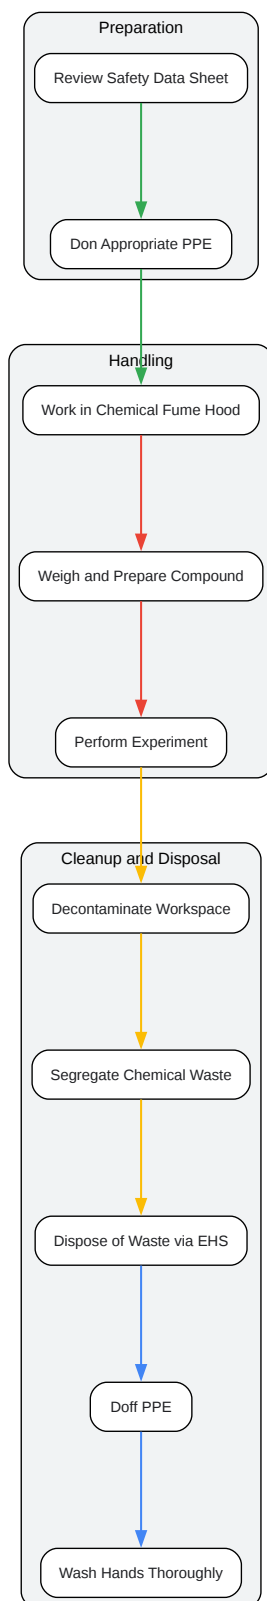 Preparation
Review Safety Data Sheet
Don Appropriate PPE
Handling
Work in Chemical Fume Hood
Weigh and Prepare Compound
Perform Experiment
Cleanup and Disposal
Decontaminate Workspace
Segregate Chemical Waste
Dispose of Waste via EHS
Doff PPE
Wash Hands Thoroughly